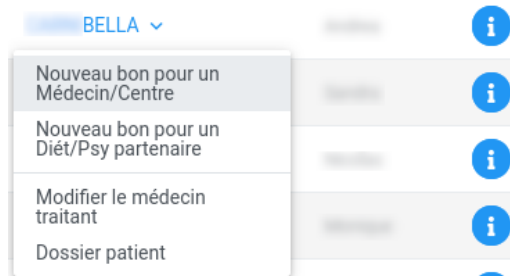 BELLA
Nouveau bon pour un
Médecin/Centre
Nouveau bon pour un
Diét/Psy partenaire
Modifier le médecin
traitant
Dossier patient